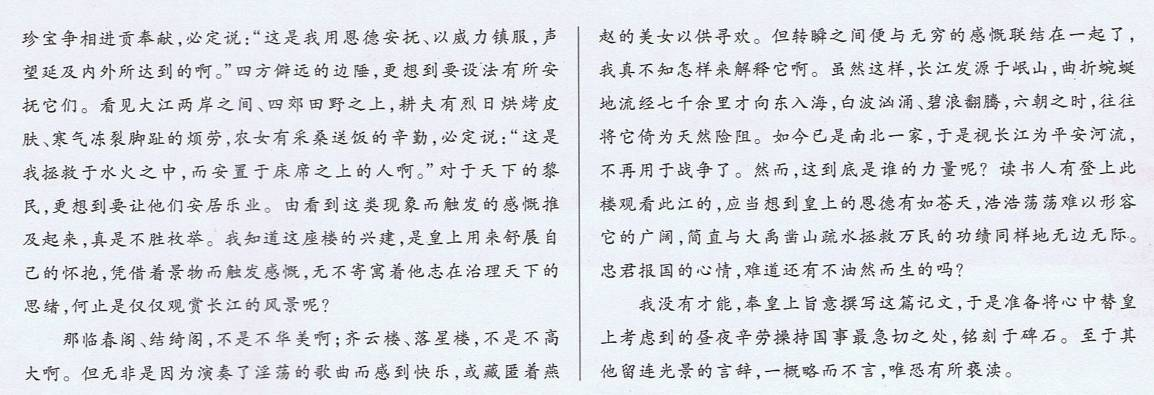 珍宝争相进贡奉献,必定说:“这是我用恩德安抚、以威力镇服,声
望延及内外所达到的啊。”四方僻远的边陲,更想到要设法有所安
抚它们。看见大江两岸之间、四郊田野之上,耕夫有烈日烘烤皮
肤、寒气冻裂脚趾的烦劳,农女有采桑送饭的辛勤,必定说:“这是
我拯救于水火之中,而安置于床席之上的人啊。”对于天下的黎
民,更想到要让他们安居乐业。由看到这类现象而触发的感慨推
及起来,真是不胜枚举。我知道这座楼的兴建,是皇上用来舒展自
己的怀抱,凭借着景物而触发感慨,无不寄寓着他志在治理天下的
思绪,何止是仅仅观赏长江的风景呢?
那临春阁、结绮阁,不是不华美啊;齐云楼、落星楼,不是不高
大啊。但无非是因为演奏了淫荡的歌曲而感到快乐,或藏匿着燕
赵的美女以供寻欢。但转瞬之间便与无穷的感慨联结在一起了,
我真不知怎样来解释它啊。虽然这样,长江发源于岷山,曲折蜿蜒
地流经七千余里才向东入海,白波汹涌、碧浪翻腾,六朝之时,往往
将它倚为天然险阻。如今已是南北一家,于是视长江为平安河流,
不再用于战争了。然而,这到底是谁的力量呢?读书人有登上此
楼观看此江的,应当想到皇上的恩德有如苍天,浩浩荡荡难以形容
它的广阔,简直与大禹凿山疏水拯救万民的功绩同样地无边无际。
忠君报国的心情,难道还有不油然而生的吗?
我没有才能,奉皇上旨意撰写这篇记文,于是准备将心中替皇
上考虑到的昼夜辛劳操持国事最急切之处,铭刻于碑石。至于其
他留连光景的言辞,一概略而不言,唯恐有所亵渎。